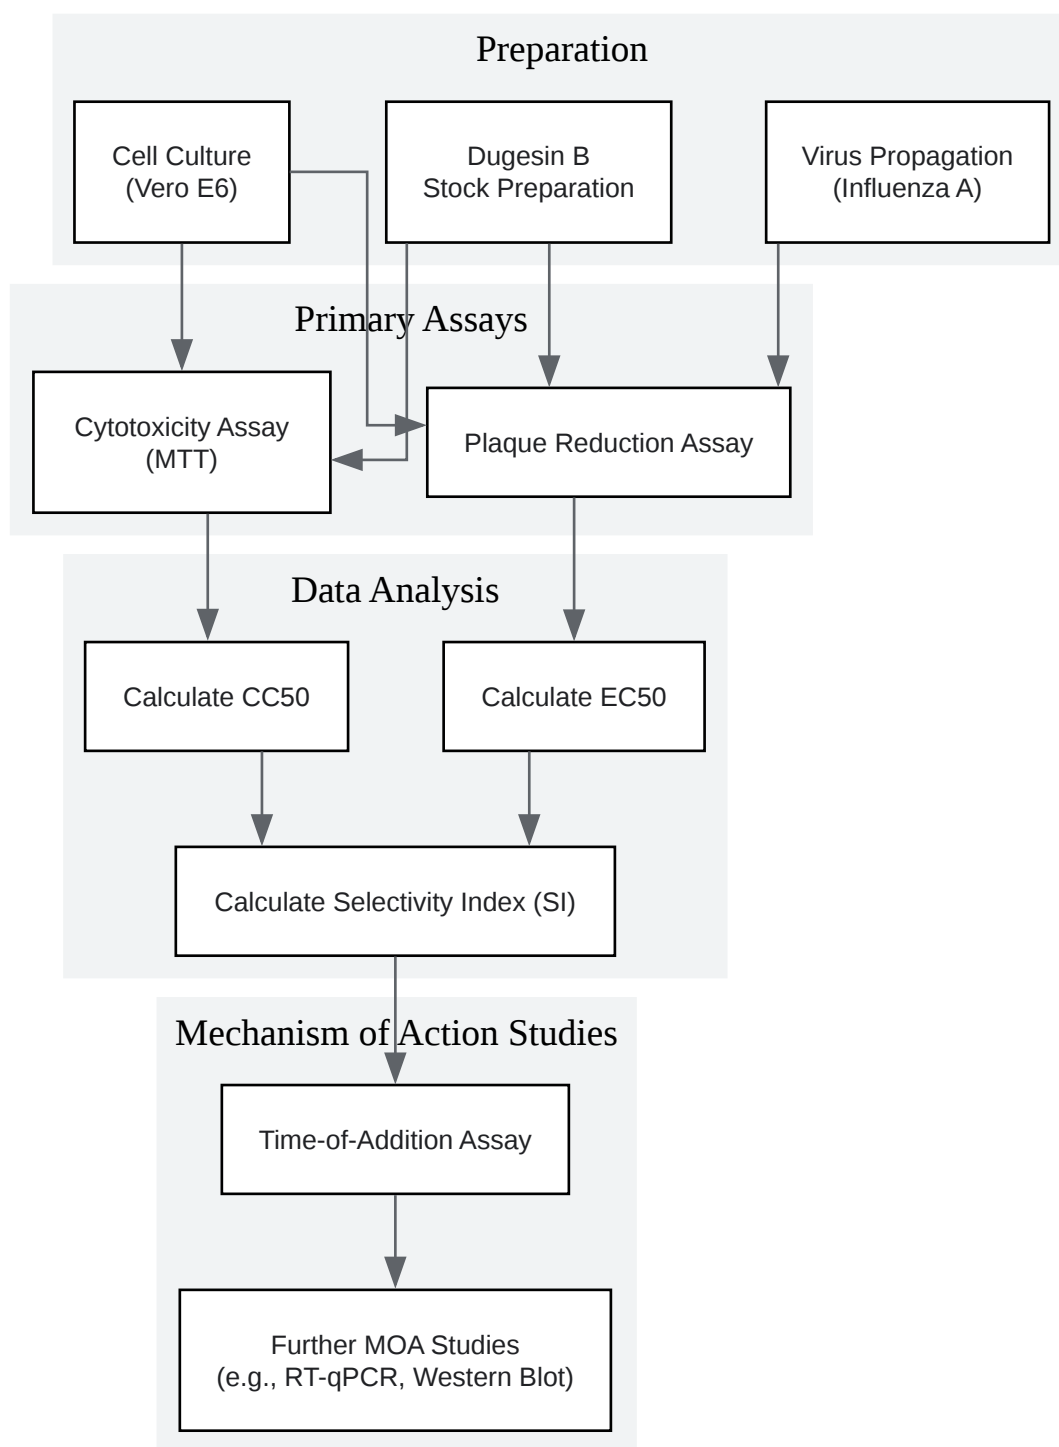 Preparation
Cell Culture
(Vero E6)
Dugesin B
Stock Preparation
Virus Propagation
(Influenza A)
Primary Assays
Cytotoxicity Assay
(MTT)
Plaque Reduction Assay
Data Analysis
Calculate CC50
Calculate EC50
Calculate Selectivity Index (SI)
Mechanism of Action Studies
Time-of-Addition Assay
Further MOA Studies
(e.g., RT-qPCR, Western Blot)